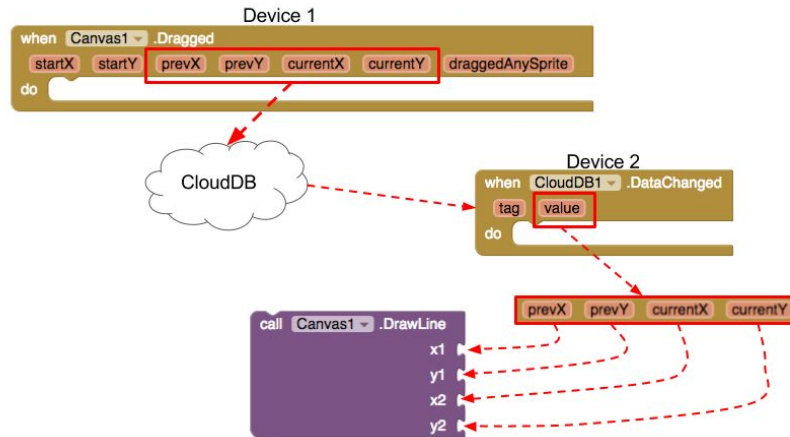 Device 1
when Canvas1 .Dragged
startX startY prevX prevY currentX currentY draggedAnySprite
do
CloudDB
Device 2
when CloudDB1 .DataChanged
tag value
do
prevX prevY currentX currentY
call Canvas1 .DrawLine
x1
y1
x2
y2